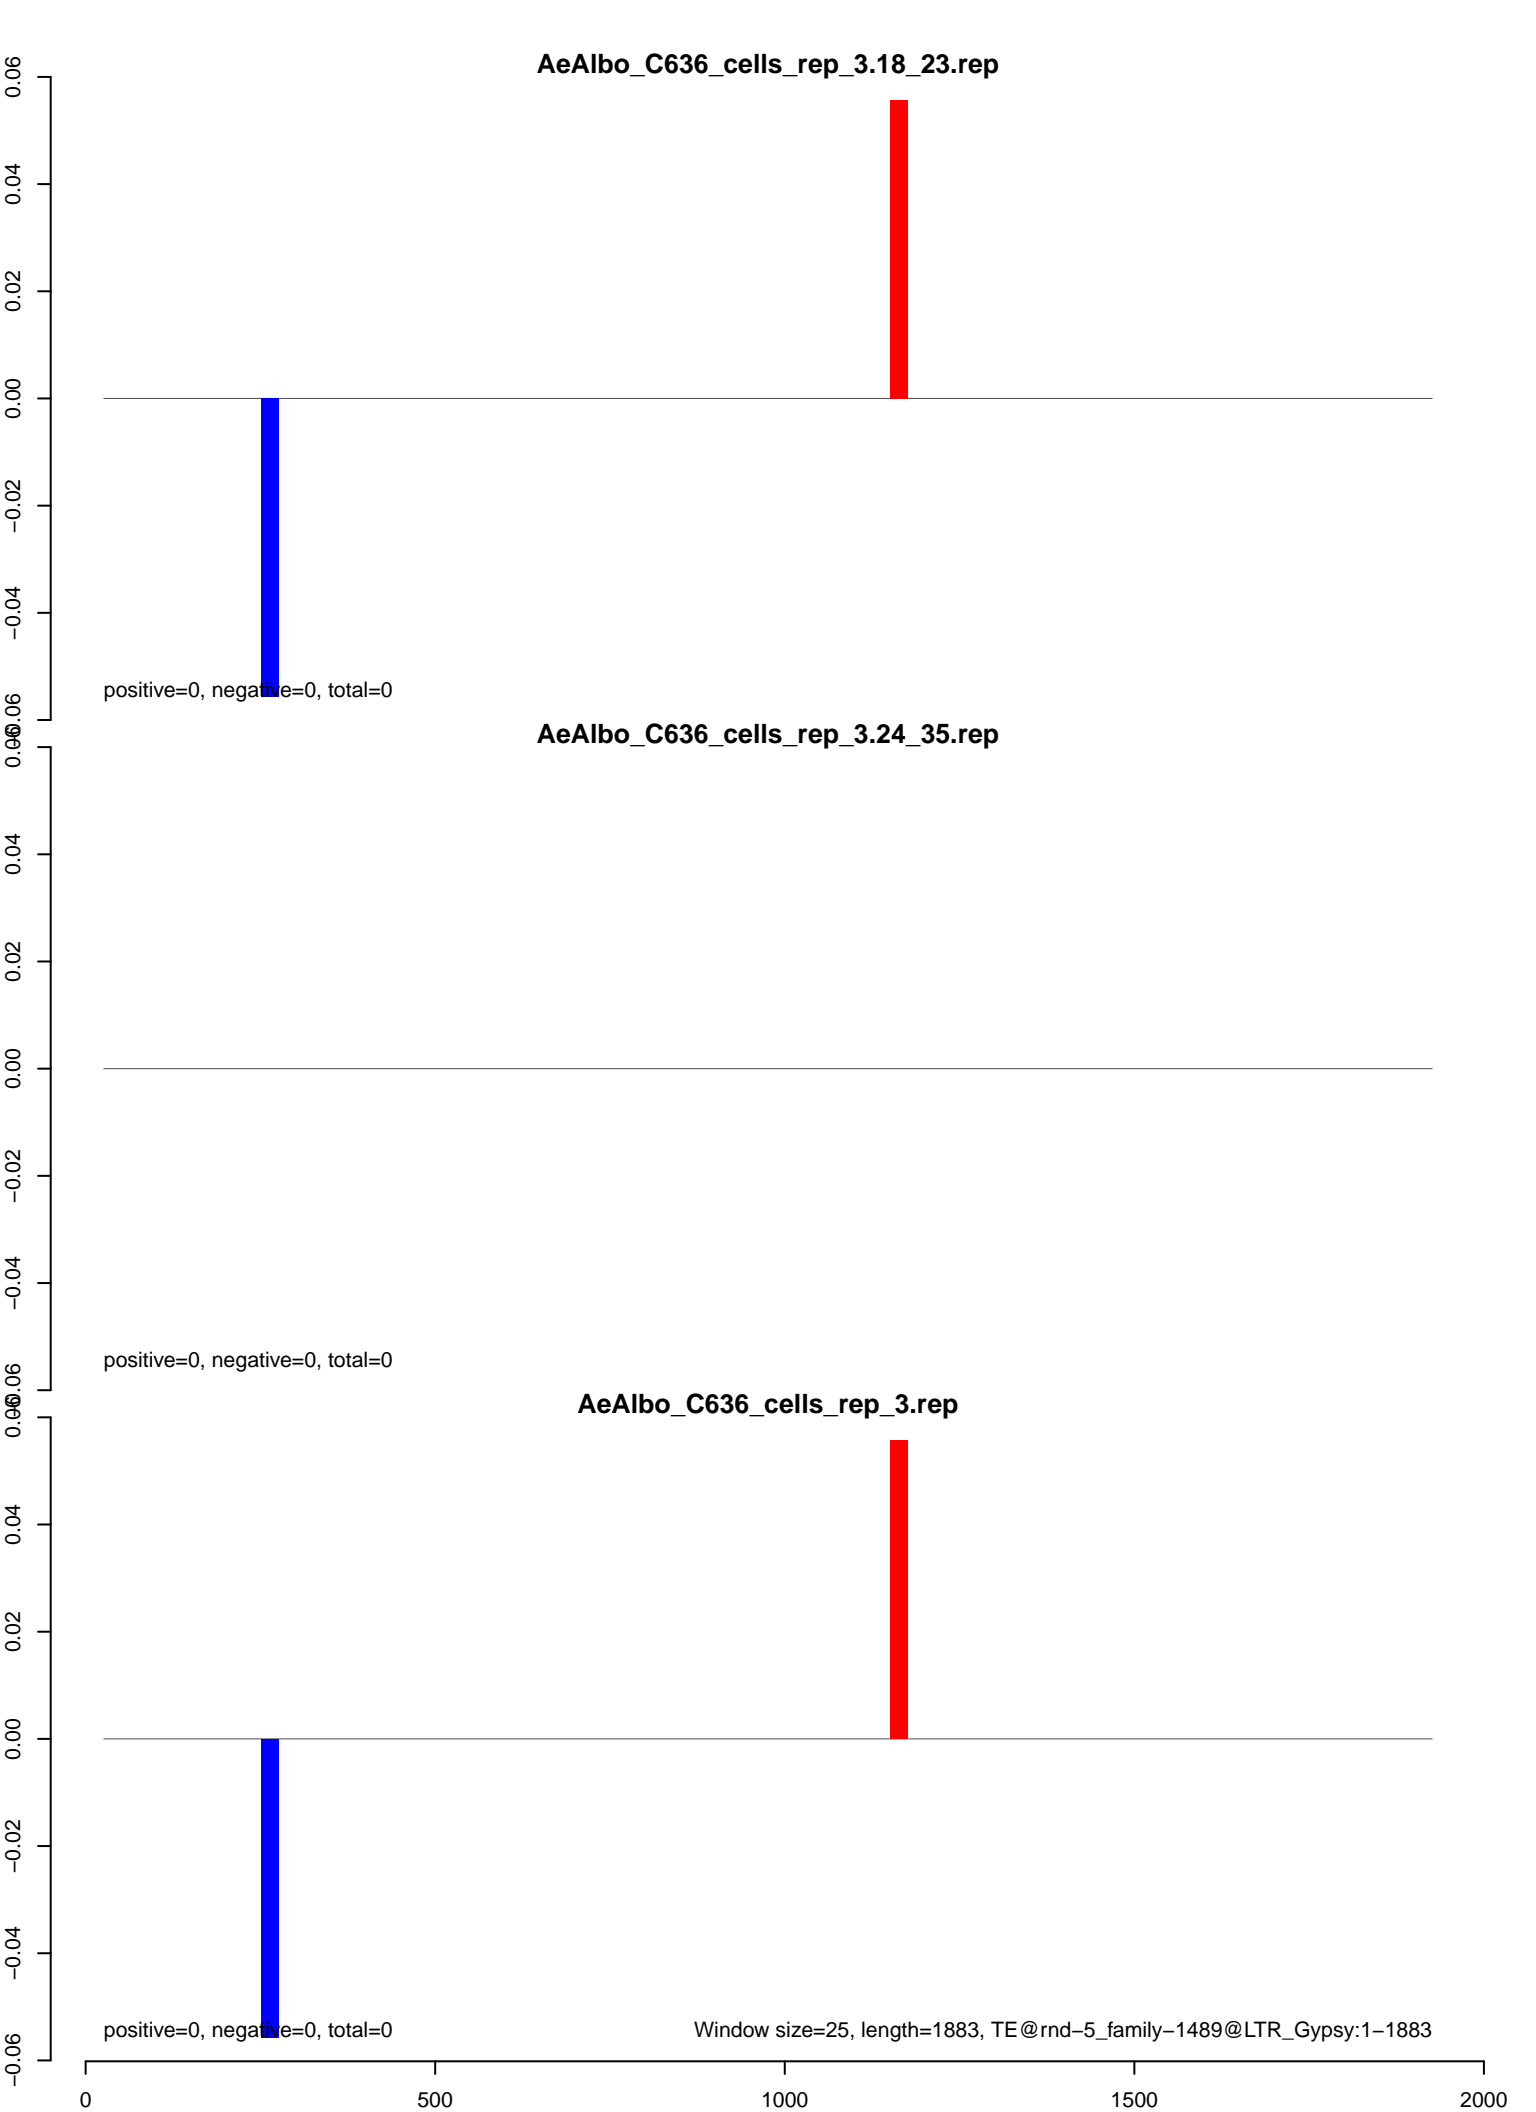 AeAlbo_C636_cells_rep_3.18_23.rep
0.06
0.04
0.02
0.00
−0.02
−0.04
−0.06
positive=0, negative=0, total=0
AeAlbo_C636_cells_rep_3.24_35.rep
0.06
0.04
0.02
0.00
−0.02
−0.04
−0.06
positive=0, negative=0, total=0
AeAlbo_C636_cells_rep_3.rep
0.06
0.04
0.02
0.00
−0.02
−0.04
−0.06
positive=0, negative=0, total=0
Window size=25, length=1883, TE@rnd−5_family−1489@LTR_Gypsy:1−1883
0 500 1000 1500 2000